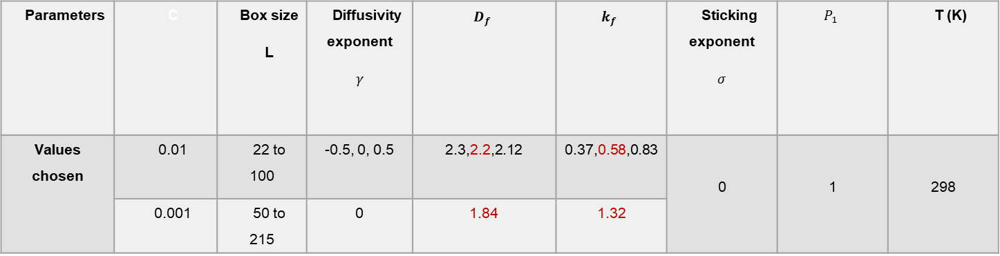 Parameters
C
Box size
L
Diffusivity
exponent
γ
D_f
k_f
Sticking
exponent
σ
P_1
T (K)
Values
chosen
0.01
22 to
100
-0.5, 0, 0.5
2.3,2.2,2.12
0.37,0.58,0.83
0
1
298
0.001
50 to
215
0
1.84
1.32